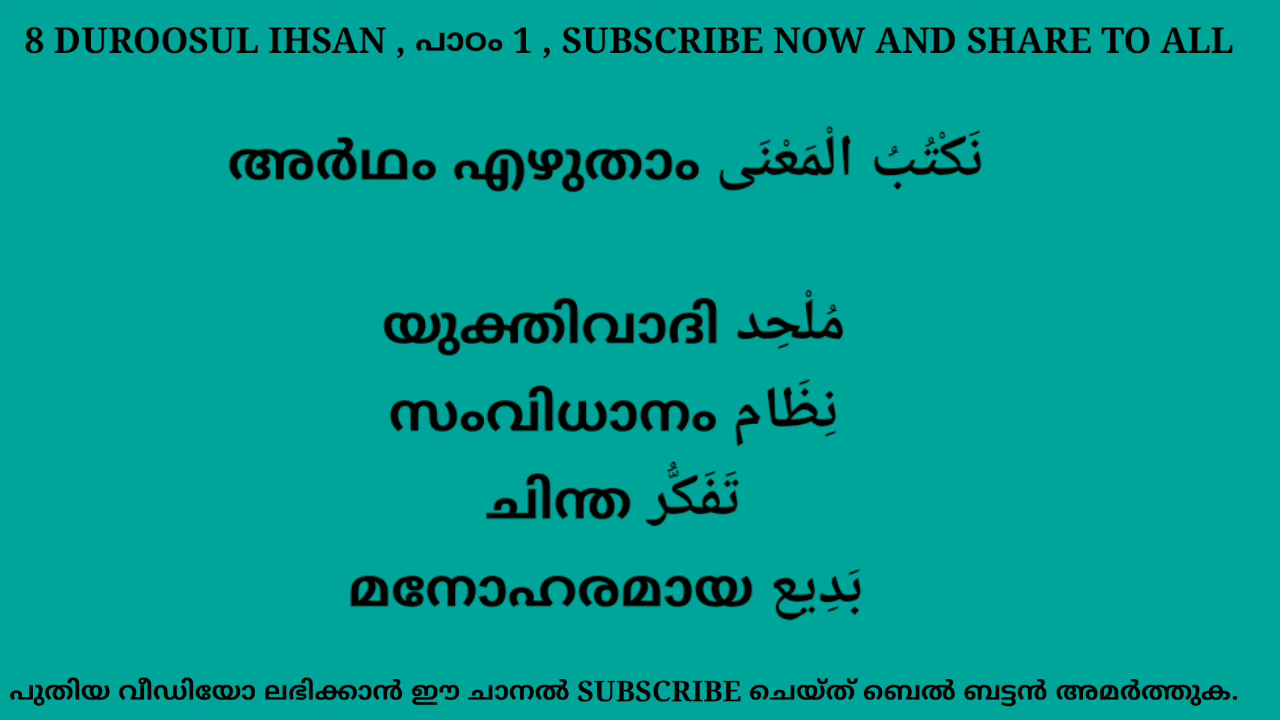 8 DUROOSUL IHSAN , പാഠം 1 , SUBSCRIBE NOW AND SHARE TO ALL
അർഥം എഴുതാം نَكْتُبُ الْمَعْنَى
യുക്തിവാദി مُلْحِد
സംവിധാനം نِظَام
ചിന്ത تَفَكُّر
മനോഹരമായ بَدِيع
പുതിയ വീഡിയോ ലഭിക്കാൻ ഈ ചാനൽ SUBSCRIBE ചെയ്ത് ബെൽ ബട്ടൻ അമർത്തുക.